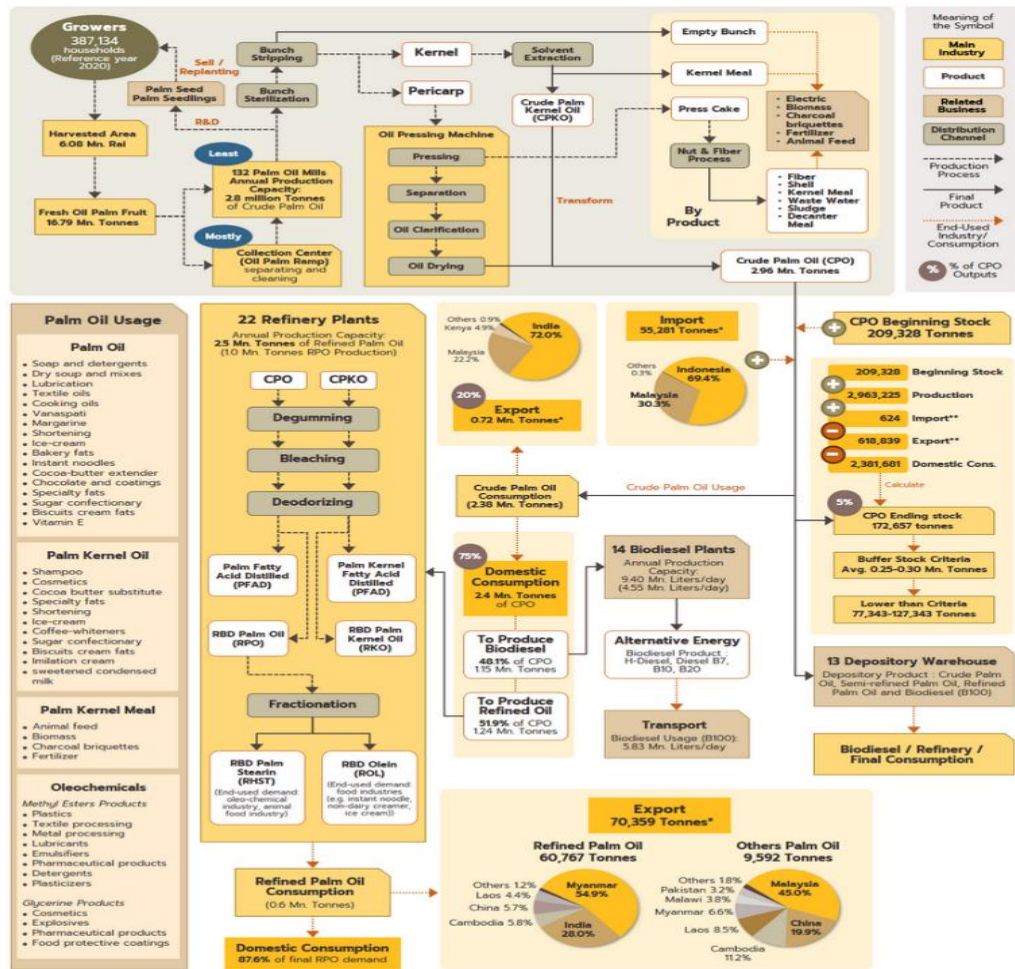 Growers
387,134
households
(Reference year
2020)
Sell /
Replanting
Palm Seed
Palm Seedlings
R&D
Harvested Area
6.08 Mn. Rai
Fresh Oil Palm Fruit
16.79 Mn. Tonnes
Bunch
Stripping
Bunch
Sterilization
Least
132 Palm Oil Mills
Annual Production
Capacity:
2.8 million Tonnes
of Crude Palm Oil
Mostly
Collection Center
(Oil Palm Ramp)
separating and
cleaning
Kernel
Pericarp
Oil Pressing Machine
Pressing
Separation
Oil Clarification
Oil Drying
Solvent
Extraction
Crude Palm
Kernel Oil
(CPKO)
Transform
Empty Bunch
Kernel Meal
Press Cake
Nut & Fiber
Process
By
Product
• Electric
• Biomass
• Charcoal
briquettes
• Fertilizer
• Animal Feed
• Fiber
• Shell
• Kernel Meal
• Waste Water
• Sludge
• Decanter
Meal
Crude Palm Oil (CPO)
2.96 Mn. Tonnes
Meaning of
the Symbol
Main
Industry
Product
Related
Business
Distribution
Channel
Production
Process
Final
Product
End-Used
Industry/
Consumption
% % of CPO
Outputs
Palm Oil Usage
Palm Oil
• Soap and detergents
• Dry soup and mixes
• Lubrication
• Textile oils
• Cooking oils
• Vanaspati
• Margarine
• Shortening
• Ice-cream
• Bakery fats
• Instant noodles
• Cocoa-butter extender
• Chocolate and coatings
• Specialty fats
• Sugar confectionary
• Biscuits cream fats
• Vitamin E
Palm Kernel Oil
• Shampoo
• Cosmetics
• Cocoa butter substitute
• Specialty fats
• Shortening
• Ice-cream
• Coffee-whiteners
• Sugar confectionary
• Biscuits cream fats
• Imilation cream
• sweetened condensed
milk
Palm Kernel Meal
• Animal feed
• Biomass
• Charcoal briquettes
• Fertilizer
Oleochemicals
Methyl Esters Products
• Plastics
• Textile processing
• Metal processing
• Lubricants
• Emulsifiers
• Pharmaceutical products
• Detergents
• Plasticizers
Glycerine Products
• Cosmetics
• Explosives
• Pharmaceutical products
• Food protective coatings
22 Refinery Plants
Annual Production Capacity:
2.5 Mn. Tonnes of Refined Palm Oil
(1.0 Mn. Tonnes RPO Production)
CPO
CPKO
Degumming
Bleaching
Deodorizing
Palm Fatty
Acid Distilled
(PFAD)
Palm Kernel
Fatty Acid
Distilled
(PFAD)
RBD Palm Oil
(RPO)
RBD Palm
Kernel Oil
(RKO)
Fractionation
RBD Palm
Stearin
(RHST)
(End-used demand:
oleo-chemical
industry, animal
food industry)
RBD Olein
(ROL)
(End-used demand:
food industries
(e.g. instant noodle,
non-dairy creamer,
ice cream))
Refined Palm Oil
Consumption
(0.6 Mn. Tonnes)
Domestic Consumption
87.6% of final RPO demand
Others 0.9%
Kenya 4.9%
Malaysia
22.2%
India
72.0%
20%
Export
0.72 Mn. Tonnes*
Import
55,281 Tonnes*
Others
0.3%
Malaysia
30.3%
Indonesia
69.4%
Crude Palm Oil
Consumption
(2.38 Mn. Tonnes)
Crude Palm Oil Usage
75%
Domestic
Consumption
2.4 Mn. Tonnes
of CPO
To Produce
Biodiesel
48.1% of CPO
1.15 Mn. Tonnes
To Produce
Refined Oil
51.9% of CPO
1.24 Mn. Tonnes
14 Biodiesel Plants
Annual Production
Capacity:
9.40 Mn. Liters/day
(4.55 Mn. Liters/day)
Alternative Energy
Biodiesel Product :
H-Diesel, Diesel B7,
B10, B20
Transport
Biodiesel Usage (B100):
5.83 Mn. Liters/day
CPO Beginning Stock
209,328 Tonnes
209,328 Beginning Stock
2,963,225 Production
624 Import**
618,839 Export**
2,381,681 Domestic Cons.
Calculate
5%
CPO Ending stock
172,657 tonnes
Buffer Stock Criteria
Avg. 0.25-0.30 Mn. Tonnes
Lower than Criteria
77,343-127,343 Tonnes
13 Depository Warehouse
Depository Product : Crude Palm
Oil, Semi-refined Palm Oil, Refined
Palm Oil and Biodiesel (B100)
Biodiesel / Refinery /
Final Consumption
Export
70,359 Tonnes*
Refined Palm Oil
60,767 Tonnes
Others 1.2%
Laos 4.4%
China 5.7%
Cambodia 5.8%
Myanmar
54.9%
India
28.0%
Others Palm Oil
9,592 Tonnes
Others 1.8%
Pakistan 3.2%
Malawi 3.8%
Myanmar 6.6%
Laos 8.5%
Cambodia
11.2%
Malaysia
45.0%
China
19.9%